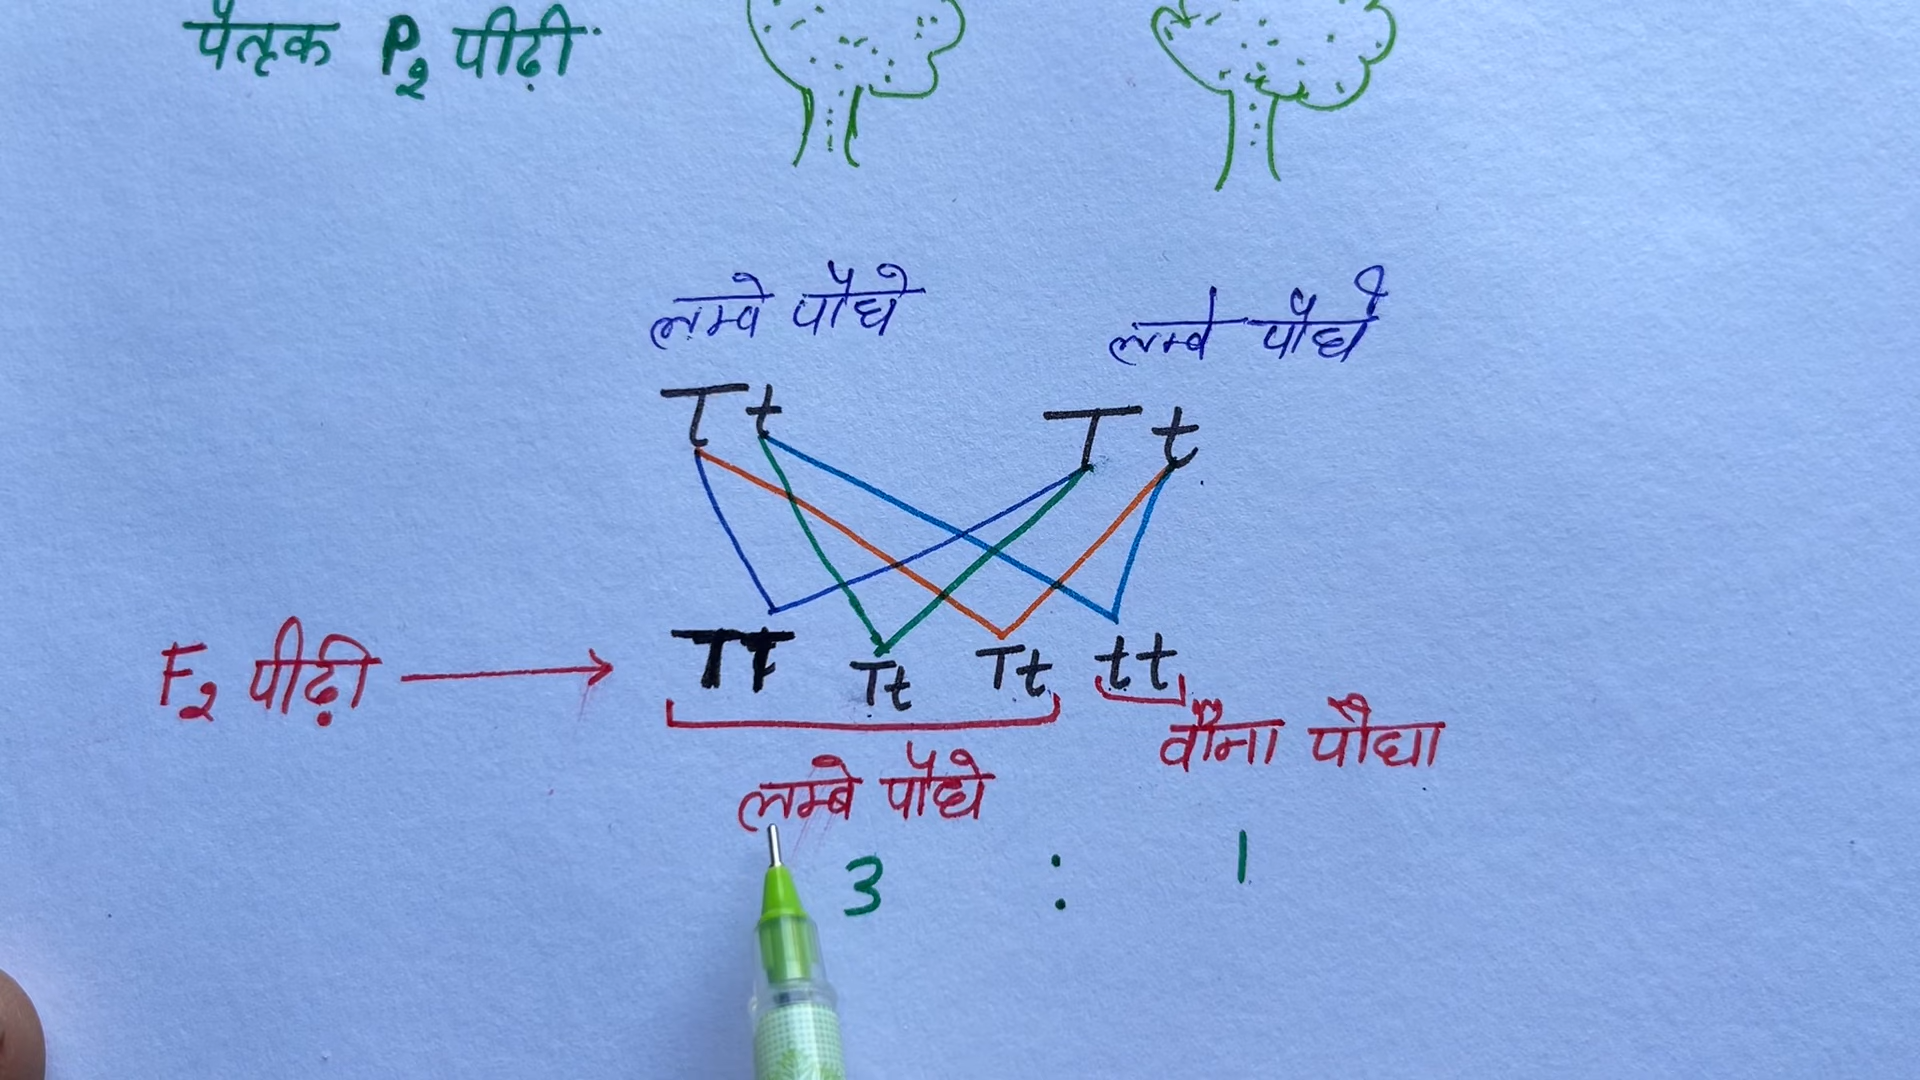 पैतृक P2 पीढ़ी
लम्वे पौधे लम्वे पौधे
Tt Tt
F2 पीढ़ी TT Tt Tt tt
वौना पौधा
लम्बे पौधे
3 : 1